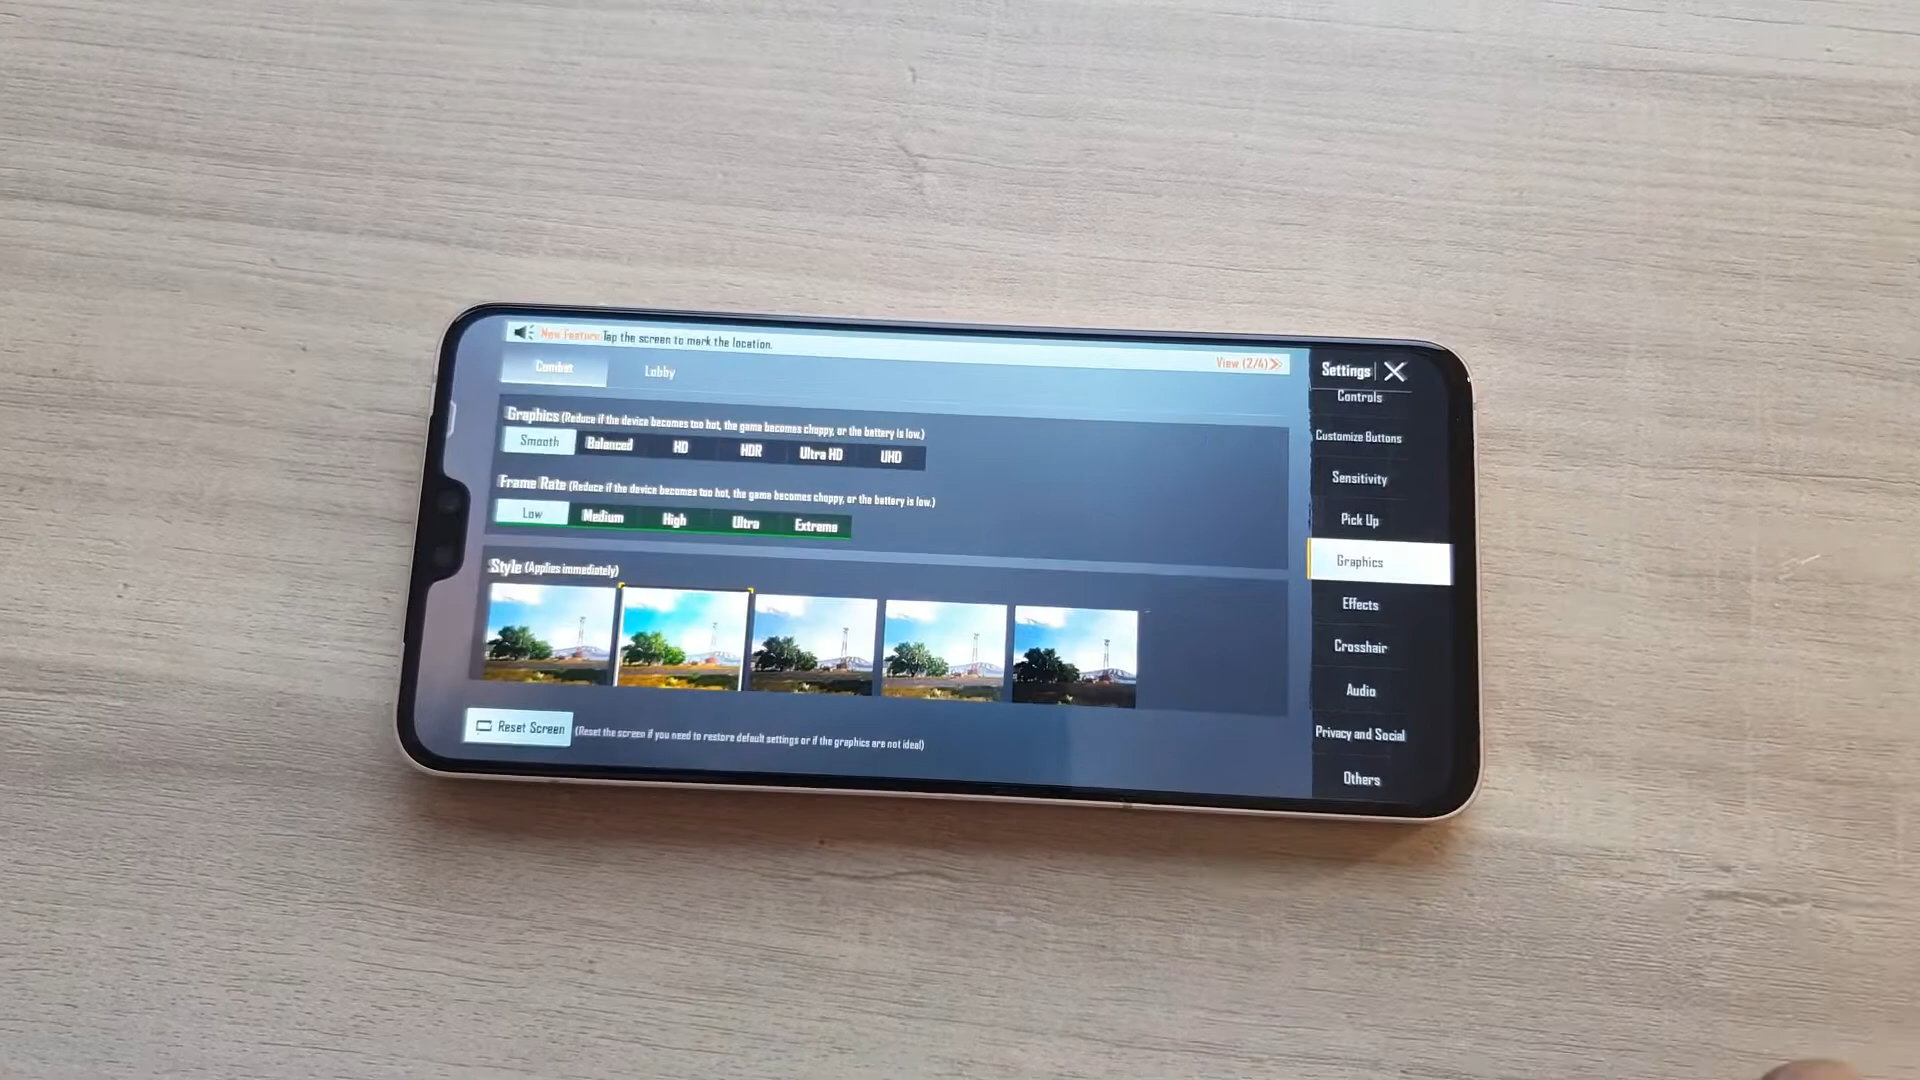 New Feature: Tap the screen to mark the location.
View (2/4)
Settings
Combat
Lobby
Controls
Graphics (Reduce if the device becomes too hot, the game becomes choppy, or the battery is low.)
Smooth Balanced HD HDR Ultra HD UHD
Customize Buttons
Sensitivity
Frame Rate (Reduce if the device becomes too hot, the game becomes choppy, or the battery is low.)
Low Medium High Ultra Extreme
Pick Up
Graphics
Style (Applies immediately)
Effects
Crosshair
Audio
Reset Screen (Reset the screen if you need to restore default settings or if the graphics are not ideal)
Privacy and Social
Others